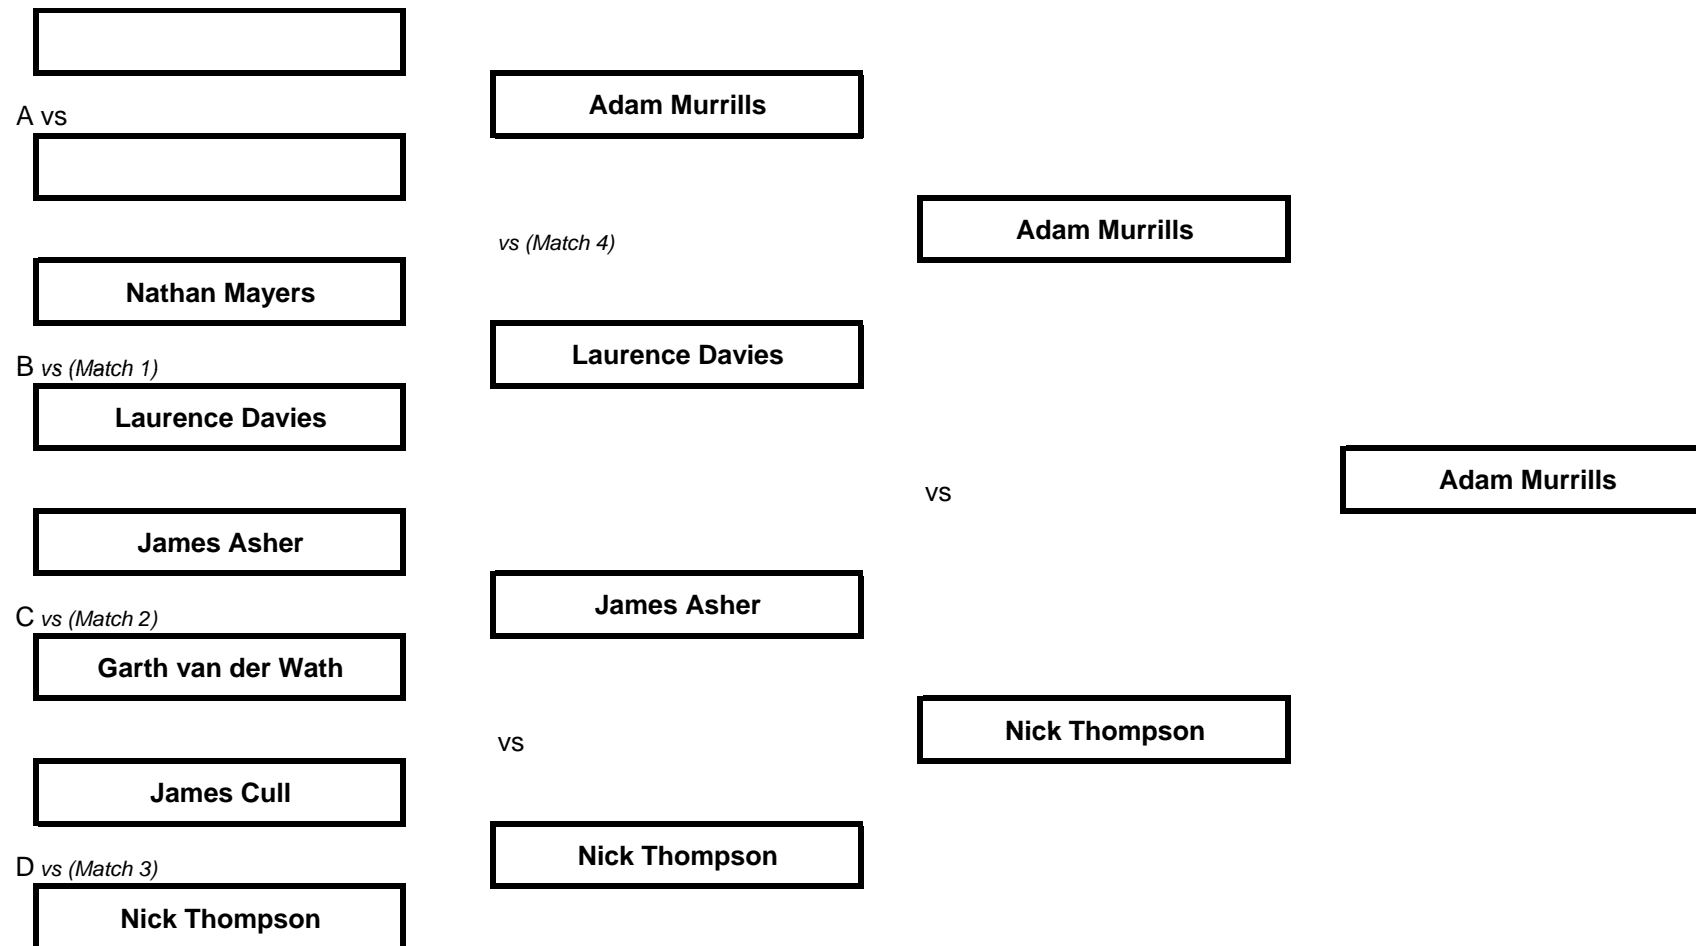 Adam Murrills
A vs
Adam Murrills
vs (Match 4)
Nathan Mayers
Laurence Davies
B vs (Match 1)
Laurence Davies
Adam Murrills
vs
James Asher
James Asher
C vs (Match 2)
Garth van der Wath
Nick Thompson
vs
James Cull
Nick Thompson
D vs (Match 3)
Nick Thompson